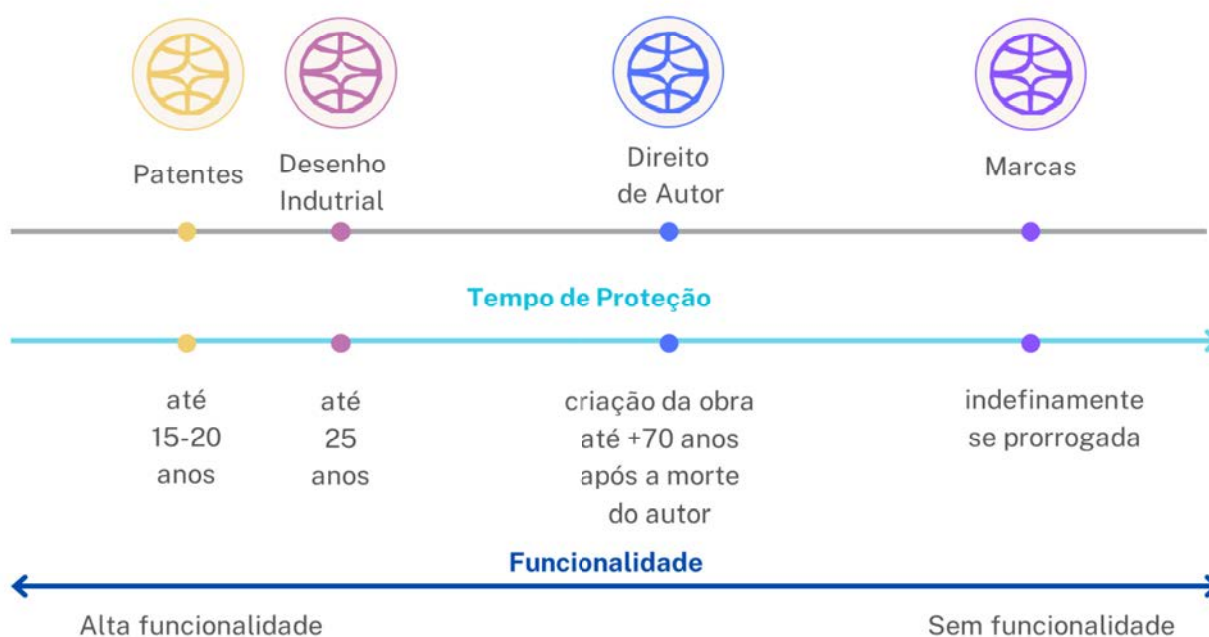 Patentes
Desenho
Indutrial
Direito
de Autor
Marcas
Tempo de Proteção
até
15-20
anos
até
25
anos
criação da obra
até +70 anos
após a morte
do autor
indefinamente
se prorrogada
Funcionalidade
Alta funcionalidade
Sem funcionalidade